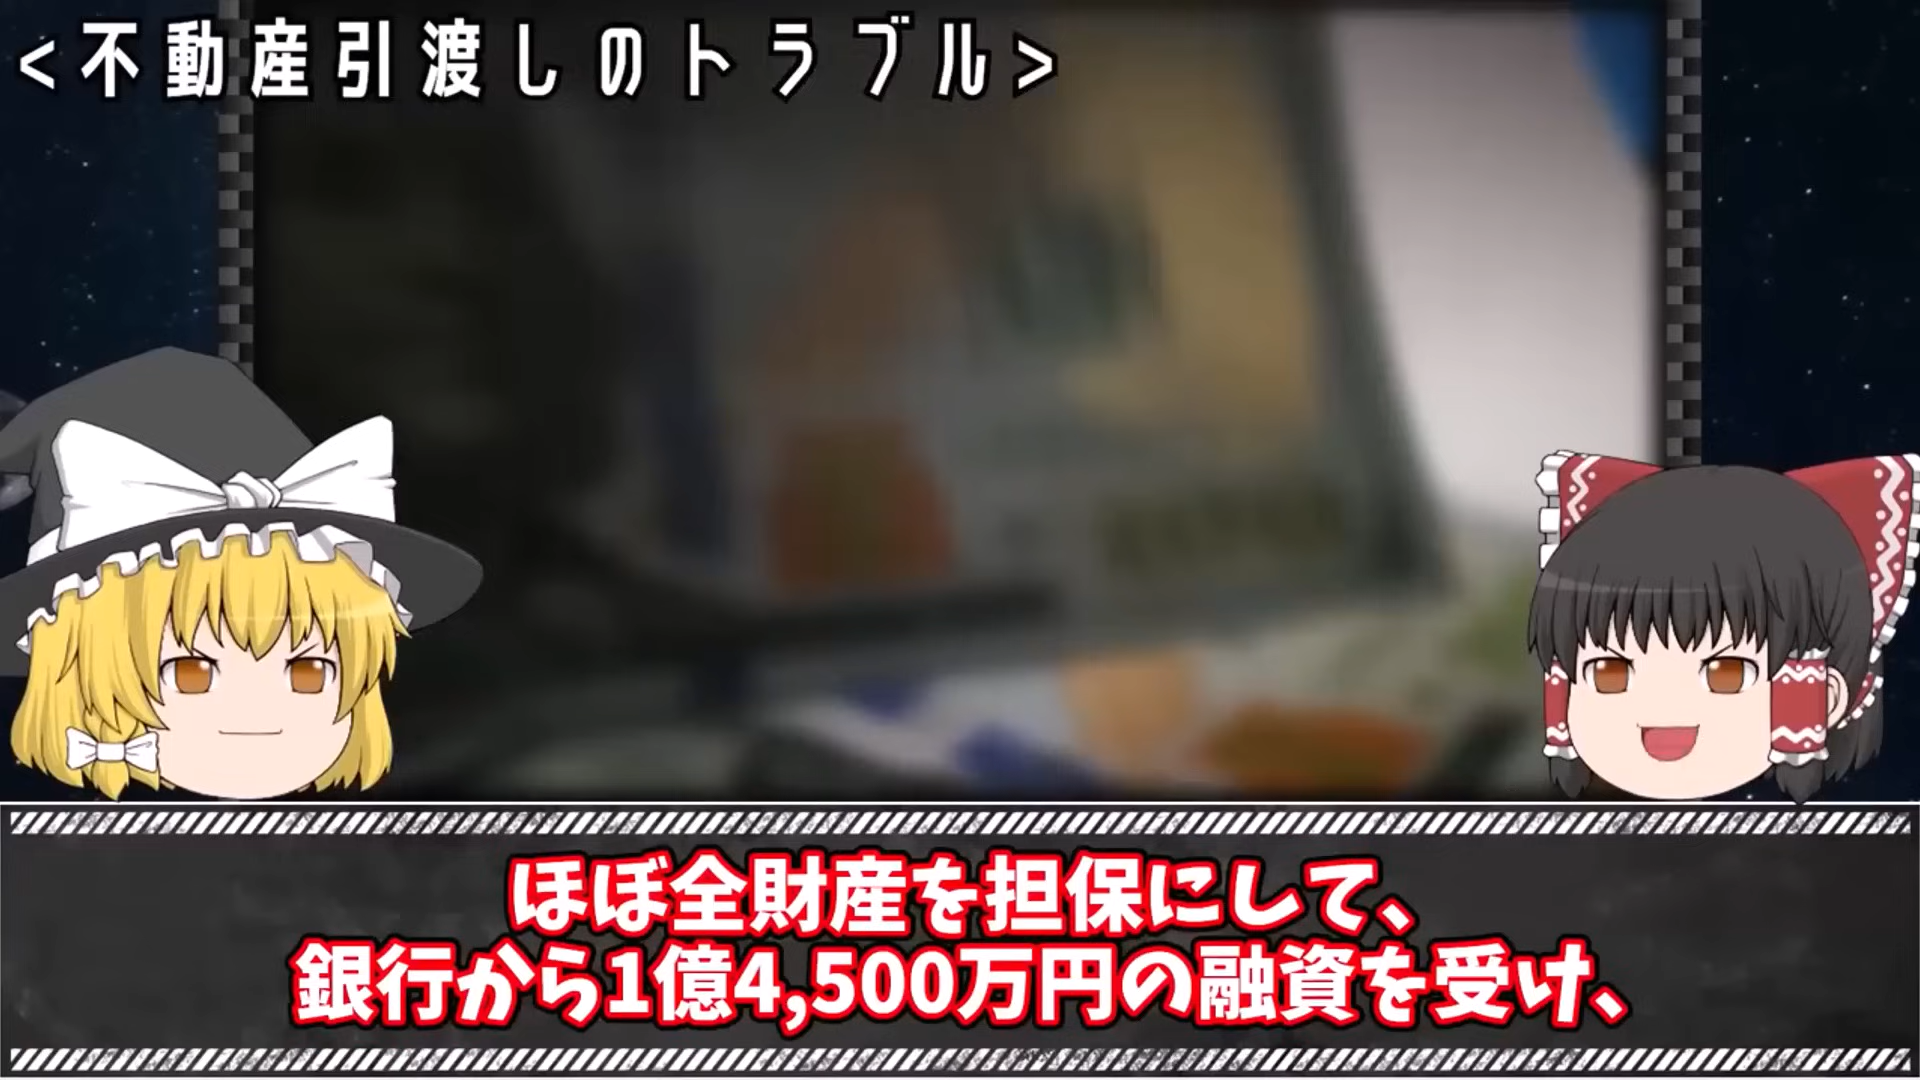 <不動産引渡しのトラブル>
ほぼ全財産を担保にして、
銀行から1億4,500万円の融資を受け、